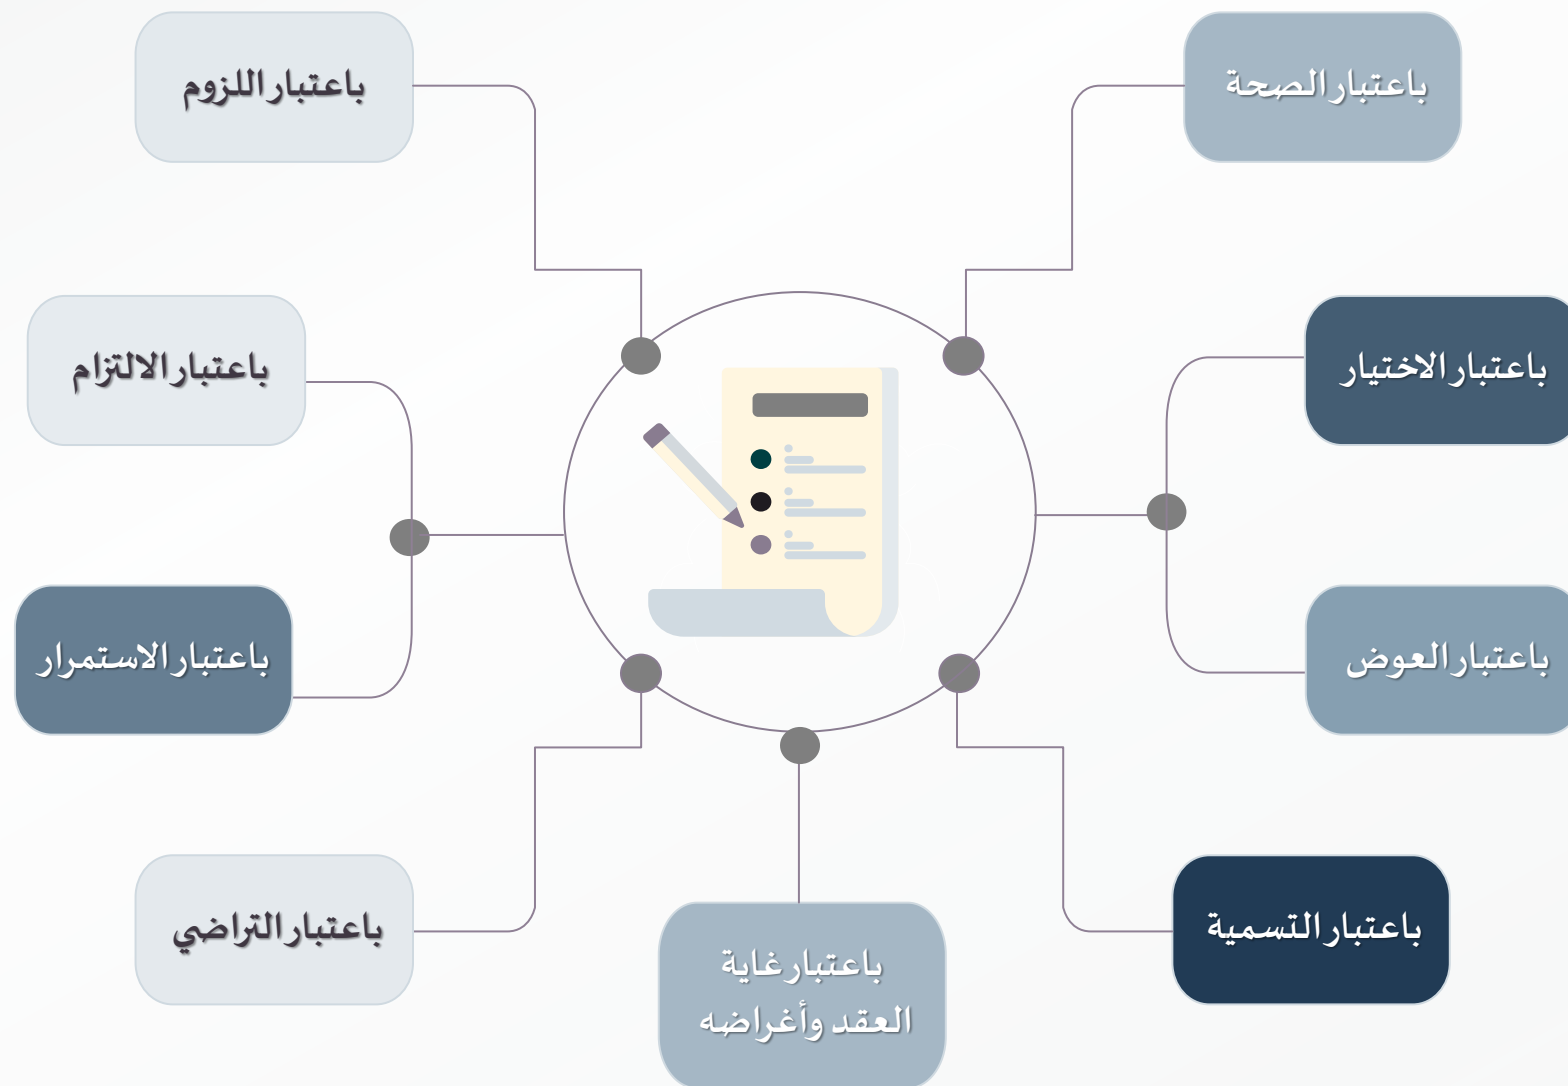 باعتبار الصحة
باعتبار اللزوم
باعتبار الاختيار
باعتبار الالتزام
باعتبار العوض
باعتبار الاستمرار
باعتبار التسمية
باعتبار التراضي
باعتبار غاية
العقد وأغراضه